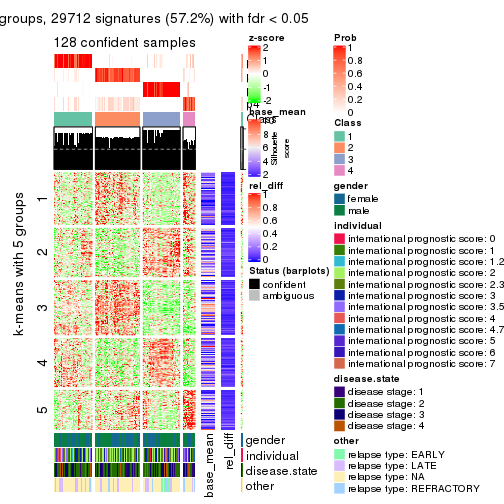 groups, 29712 signatures (57.2%) with fdr < 0.05
128 confident samples
k-means with 5 groups
1
2
3
4
5
base_mean
rel_diff
gender
individual
disease.state
other
Silhouette
score
z-score
2
1
0
-1
-2
base_mean
8
6
4
2
rel_diff
1
0.8
0.6
0.4
0.2
0
Status (barplots)
confident
ambiguous
Prob
1
0.8
0.6
0.4
0.2
0
Class
1
2
3
4
gender
female
male
individual
international prognostic score: 0
international prognostic score: 1
international prognostic score: 1.2
international prognostic score: 2
international prognostic score: 2.3
international prognostic score: 3
international prognostic score: 3.5
international prognostic score: 4
international prognostic score: 4.7
international prognostic score: 5
international prognostic score: 6
international prognostic score: 7
disease.state
disease stage: 1
disease stage: 2
disease stage: 3
disease stage: 4
other
relapse type: EARLY
relapse type: LATE
relapse type: NA
relapse type: REFRACTORY